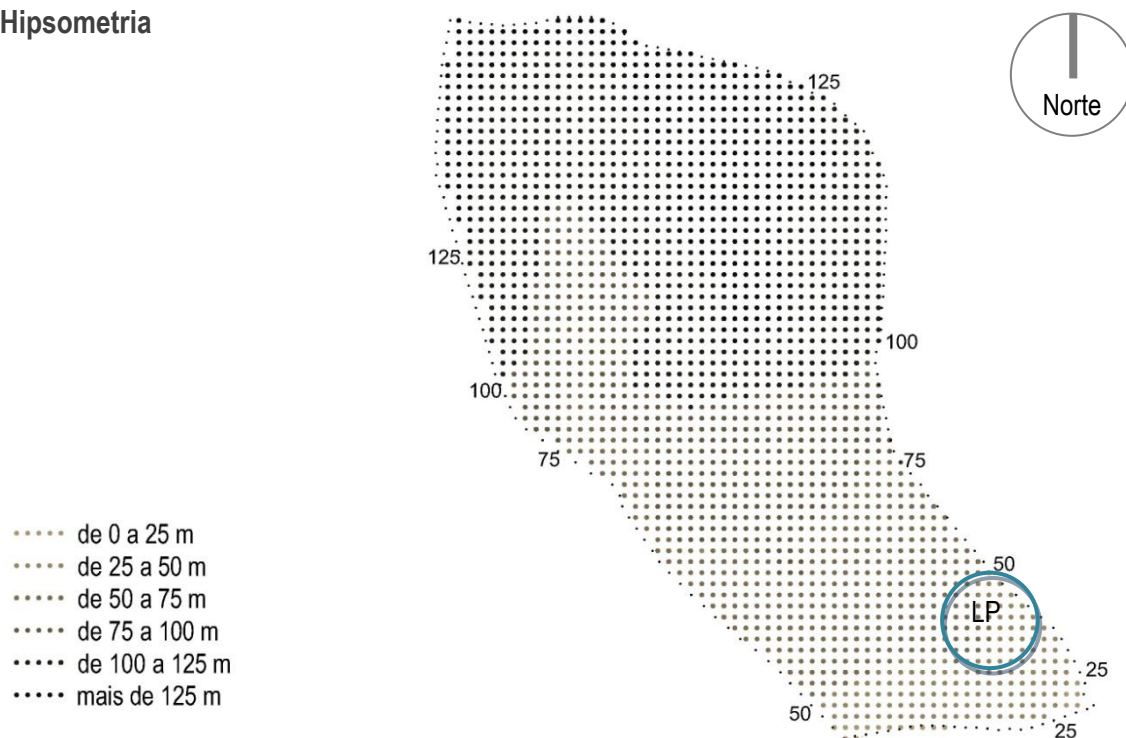 Hipsometria
Norte
125
125
100
100
75
75
50
LP
25
50
25
de 0 a 25 m
de 25 a 50 m
de 50 a 75 m
de 75 a 100 m
de 100 a 125 m
mais de 125 m